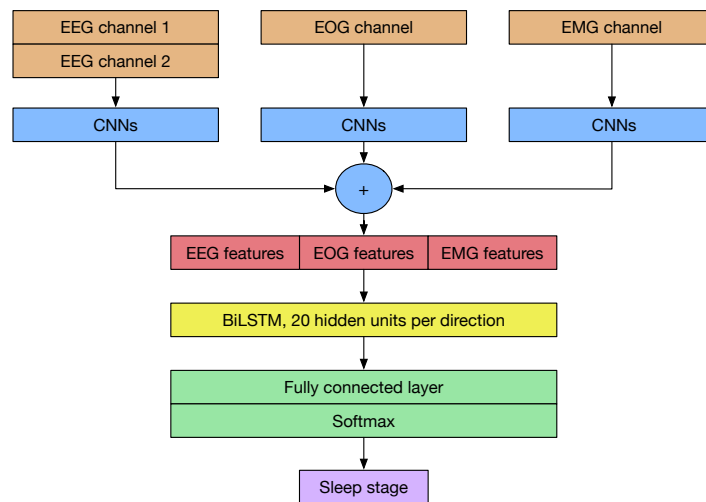 EEG channel 1
EEG channel 2
EOG channel
EMG channel
CNNs
CNNs
CNNs
+
EEG features
EOG features
EMG features
BiLSTM, 20 hidden units per direction
Fully connected layer
Softmax
Sleep stage